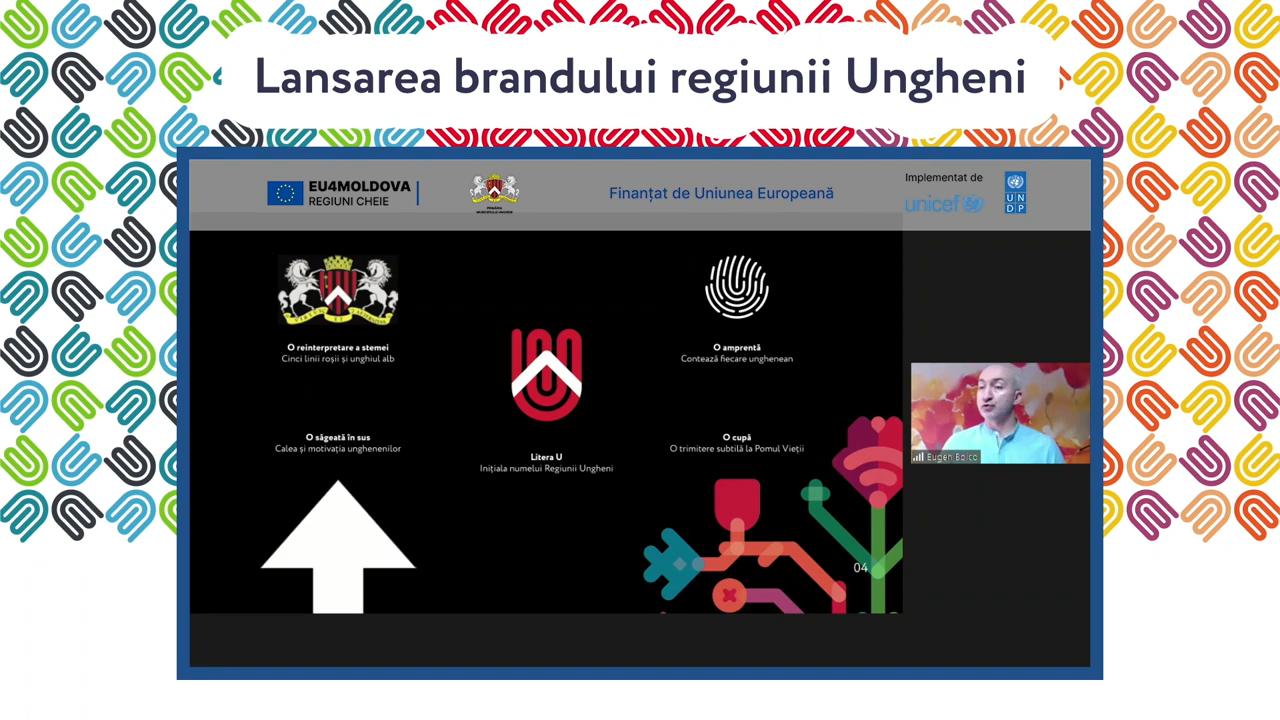 Lansarea brandului regiunii Ungheni
EU4MOLDOVA
REGIUNI CHEIE
Finanțat de Uniunea Europeană
Implementat de
unicef
UN
DP
O reinterpretare a stemei
Cinci linii roșii și unghiul alb
O amprentă
Contează fiecare unghenean
O săgeată în sus
Calea și motivația unghenenilor
Litera U
Inițiala numelui Regiunii Ungheni
O cupă
O trimitere subtilă la Pomul Vieții
04
Eugen Boico